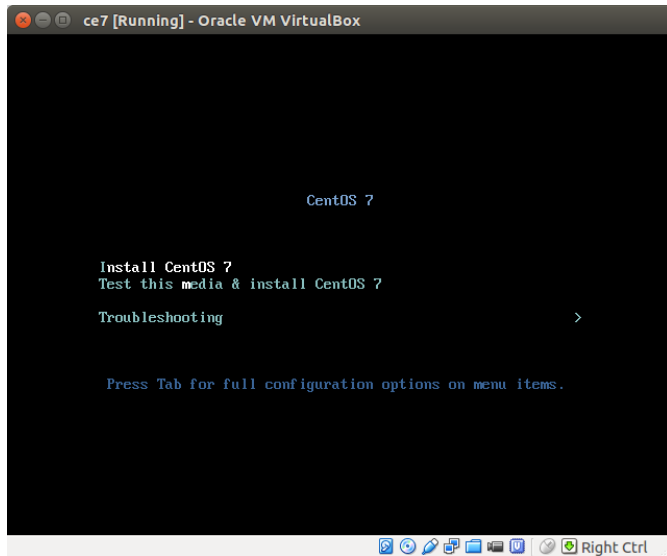 ce7 [Running] - Oracle VM VirtualBox
CentOS 7
Install CentOS 7
Test this media & install CentOS 7
Troubleshooting >
Press Tab for full configuration options on menu items.
Right Ctrl